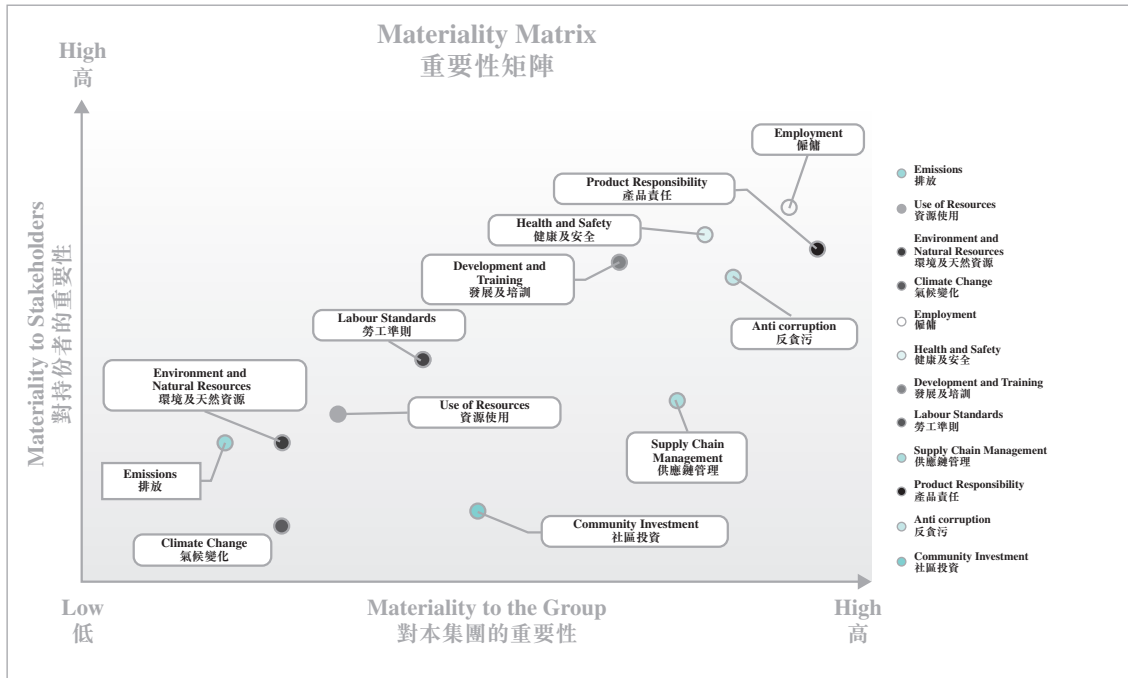 Materiality Matrix
重要性矩陣
High
高
Materiality to Stakeholders
對持份者的重要性
Employment
僱傭
Product Responsibility
產品責任
Health and Safety
健康及安全
Development and
Training
發展及培訓
Anti corruption
反貪污
Labour Standards
勞工準則
Environment and
Natural Resources
環境及天然資源
Use of Resources
資源使用
Supply Chain
Management
供應鏈管理
Emissions
排放
Community Investment
社區投資
Climate Change
氣候變化
Low
低
Materiality to the Group
對本集團的重要性
High
高
Emissions
排放
Use of Resources
資源使用
Environment and
Natural Resources
環境及天然資源
Climate Change
氣候變化
Employment
僱傭
Health and Safety
健康及安全
Development and Training
發展及培訓
Labour Standards
勞工準則
Supply Chain Management
供應鏈管理
Product Responsibility
產品責任
Anti corruption
反貪污
Community Investment
社區投資